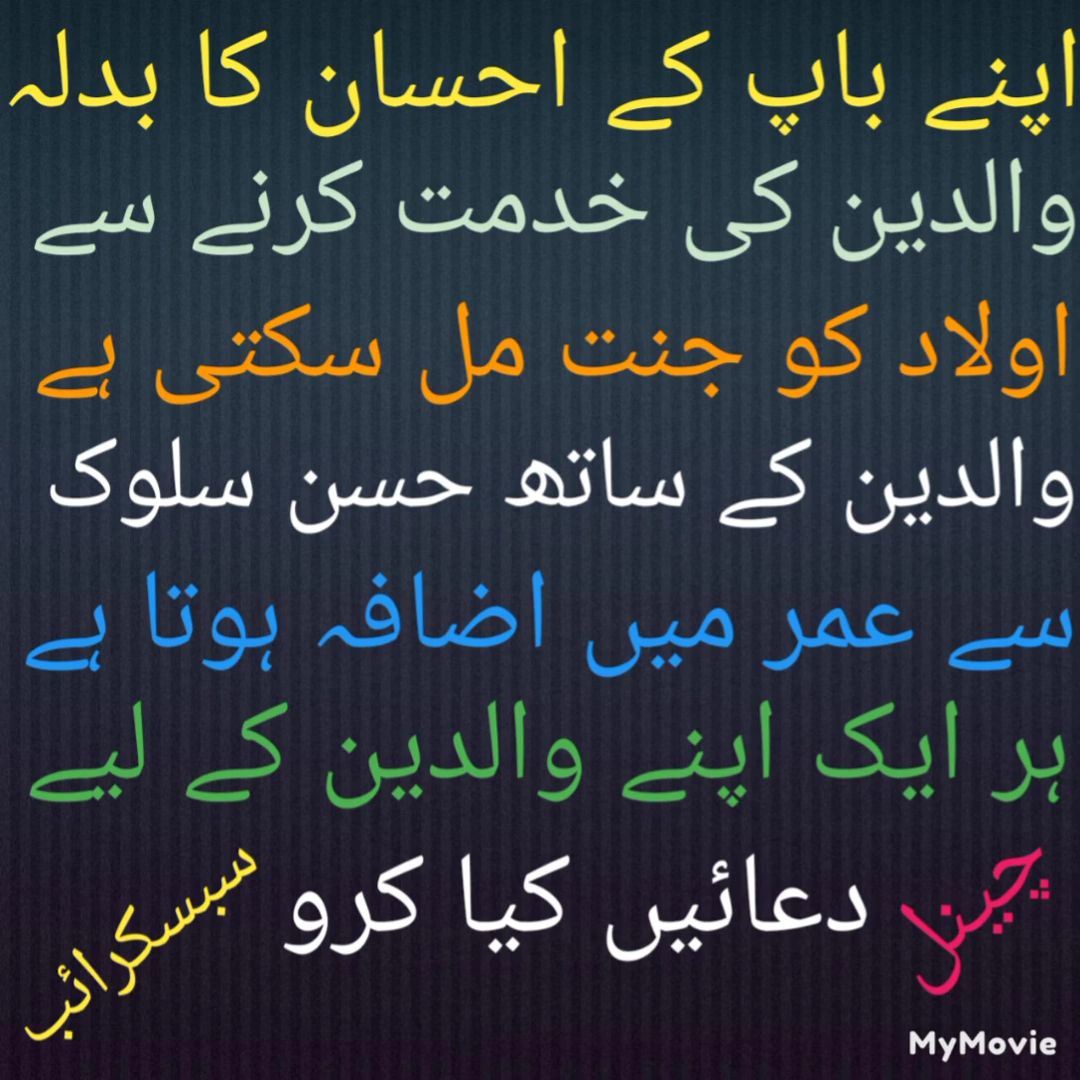 اپنے باپ کے احسان کا بدلہ
والدین کی خدمت کرنے سے
اولاد کو جنت مل سکتی ہے
والدین کے ساتھ حسن سلوک
سے عمر میں اضافہ ہوتا ہے
ہر ایک اپنے والدین کے لیے
دعائیں کیا کرو
چینل
سبسکرائب
MyMovie